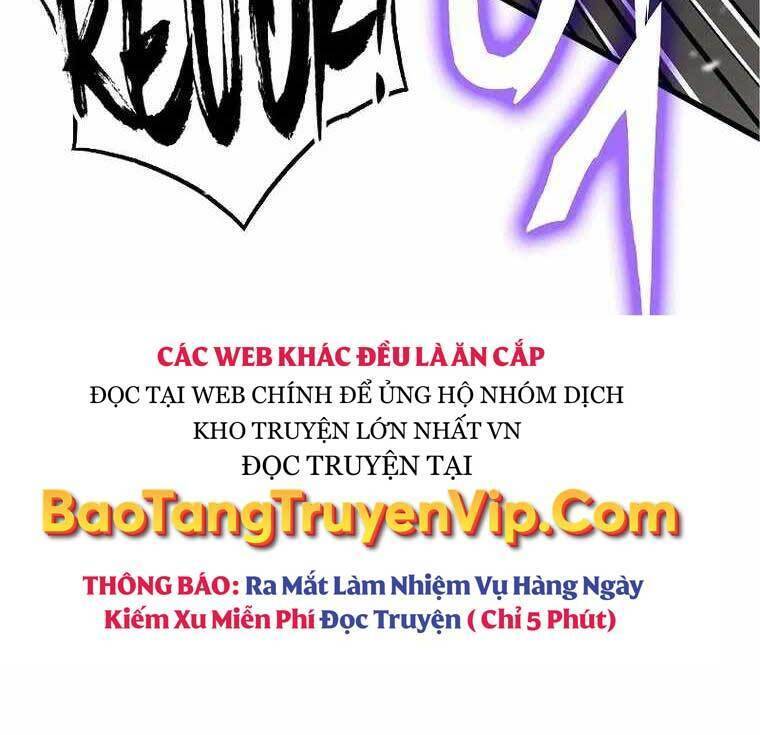 CÁC WEB KHÁC ĐỀU LÀ ĂN CẮP
ĐỌC TẠI WEB CHÍNH ĐỂ ỦNG HỘ NHÓM DỊCH
KHO TRUYỆN LỚN NHẤT VN
ĐỌC TRUYỆN TẠI
BaoTangTruyenVip.Com
THÔNG BÁO: Ra Mắt Làm Nhiệm Vụ Hàng Ngày
Kiếm Xu Miễn Phí Đọc Truyện ( Chỉ 5 Phút)